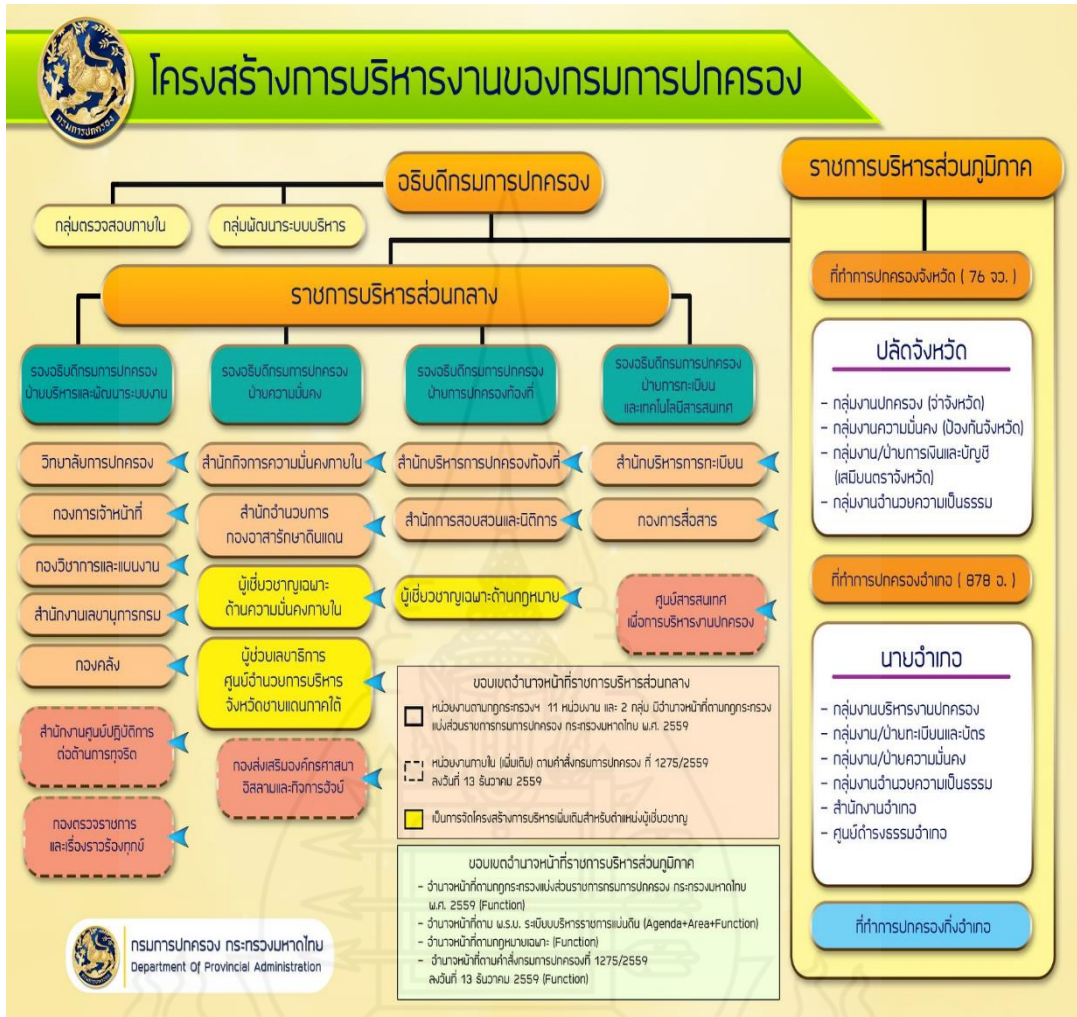 โครงสร้างการบริหารงานของกรมการปกครอง
กรมการปกครอง
อธิบดีกรมการปกครอง
กลุ่มตรวจสอบภายใน
กลุ่มพัฒนาระบบบริหาร
ราชการบริหารส่วนกลาง
รองอธิบดีกรมการปกครอง
ฝ่ายบริหารและพัฒนาระบบงาน
วิทยาลัยการปกครอง
กองการเจ้าหน้าที่
กองวิชาการและแผนงาน
สำนักงานเลขานุการกรม
กองคลัง
สำนักงานศูนย์ปฏิบัติการ
ต่อต้านการทุจริต
กองตรวจราชการ
และเรื่องราวร้องทุกข์
รองอธิบดีกรมการปกครอง
ฝ่ายความมั่นคง
สำนักกิจการความมั่นคงภายใน
สำนักอำนวยการ
กองอาสารักษาดินแดน
ผู้เชี่ยวชาญเฉพาะ
ด้านความมั่นคงภายใน
ผู้ช่วยเลขาธิการ
ศูนย์อำนวยการบริหาร
จังหวัดชายแดนภาคใต้
กองส่งเสริมองค์กรศาสนา
อิสลามและกิจการฮัจย์
รองอธิบดีกรมการปกครอง
ฝ่ายการปกครองท้องที่
สำนักบริหารการปกครองท้องที่
สำนักการสอบสวนและนิติการ
ผู้เชี่ยวชาญเฉพาะด้านกฎหมาย
รองอธิบดีกรมการปกครอง
ฝ่ายการทะเบียน
และเทคโนโลยีสารสนเทศ
สำนักบริหารการทะเบียน
กองการสื่อสาร
ศูนย์สารสนเทศ
เพื่อการบริหารงานปกครอง
ขอบเขตอำนาจหน้าที่ราชการบริหารส่วนกลาง
หน่วยงานตามกฎกระทรวงฯ 11 หน่วยงาน และ 2 กลุ่ม มีอำนาจหน้าที่ตามกฎกระทรวง
แบ่งส่วนราชการกรมการปกครอง กระทรวงมหาดไทย พ.ศ. 2559
หน่วยงานภายใน (เพิ่มเติม) ตามคำสั่งกรมการปกครอง ที่ 1275/2559
ลงวันที่ 13 ธันวาคม 2559
เป็นการจัดโครงสร้างการบริหารเพิ่มเติมสำหรับตำแหน่งผู้เชี่ยวชาญ
ขอบเขตอำนาจหน้าที่ราชการบริหารส่วนภูมิภาค
- อำนาจหน้าที่ตามกฎกระทรวงแบ่งส่วนราชการกรมการปกครอง กระทรวงมหาดไทย
พ.ศ. 2559 (Function)
- อำนาจหน้าที่ตาม พ.ร.บ. ระเบียบบริหารราชการแผ่นดิน (Agenda+Area+Function)
- อำนาจหน้าที่ตามกฎหมายเฉพาะ (Function)
- อำนาจหน้าที่ตามคำสั่งกรมการปกครองที่ 1275/2559
ลงวันที่ 13 ธันวาคม 2559 (Function)
ราชการบริหารส่วนภูมิภาค
ที่ทำการปกครองจังหวัด ( 76 จว. )
ปลัดจังหวัด
- กลุ่มงานปกครอง (จ่าจังหวัด)
- กลุ่มงานความมั่นคง (ป้องกันจังหวัด)
- กลุ่มงาน/ฝ่ายการเงินและบัญชี
(เสมียนตราจังหวัด)
- กลุ่มงานอำนวยความเป็นธรรม
ที่ทำการปกครองอำเภอ ( 878 อ. )
นายอำเภอ
- กลุ่มงานบริหารงานปกครอง
- กลุ่มงาน/ฝ่ายทะเบียนและบัตร
- กลุ่มงาน/ฝ่ายความมั่นคง
- กลุ่มงานอำนวยความเป็นธรรม
- สำนักงานอำเภอ
- ศูนย์ดำรงธรรมอำเภอ
ที่ทำการปกครองกิ่งอำเภอ
กรมการปกครอง กระทรวงมหาดไทย
Department Of Provincial Administration